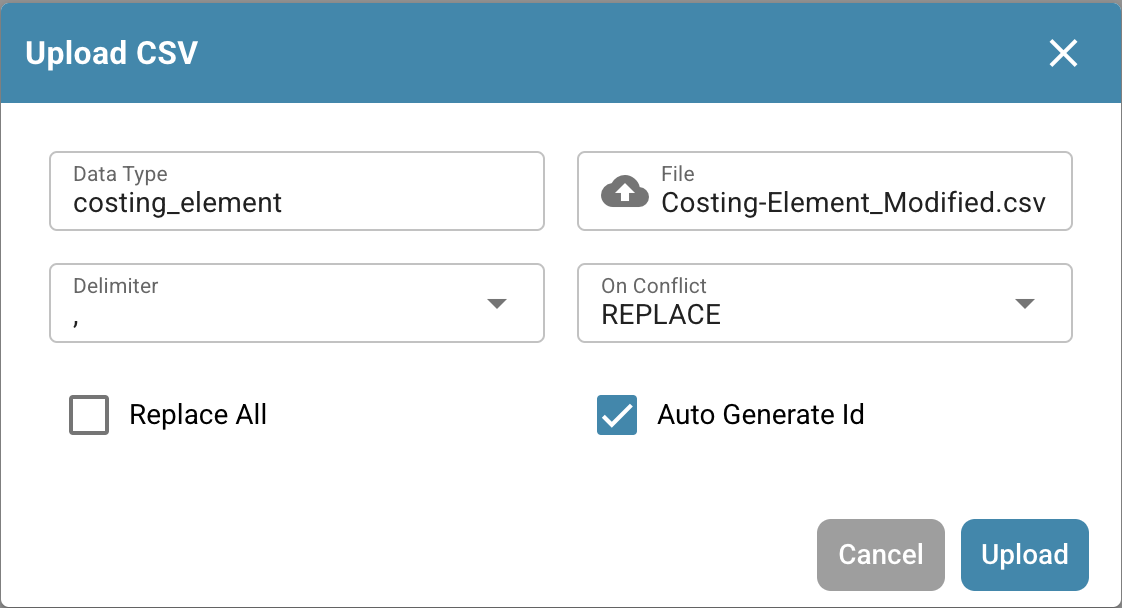 Upload CSV
Data Type
costing_element
File
Costing-Element_Modified.csv
Delimiter
,
On Conflict
REPLACE
Replace All
Auto Generate Id
Cancel
Upload